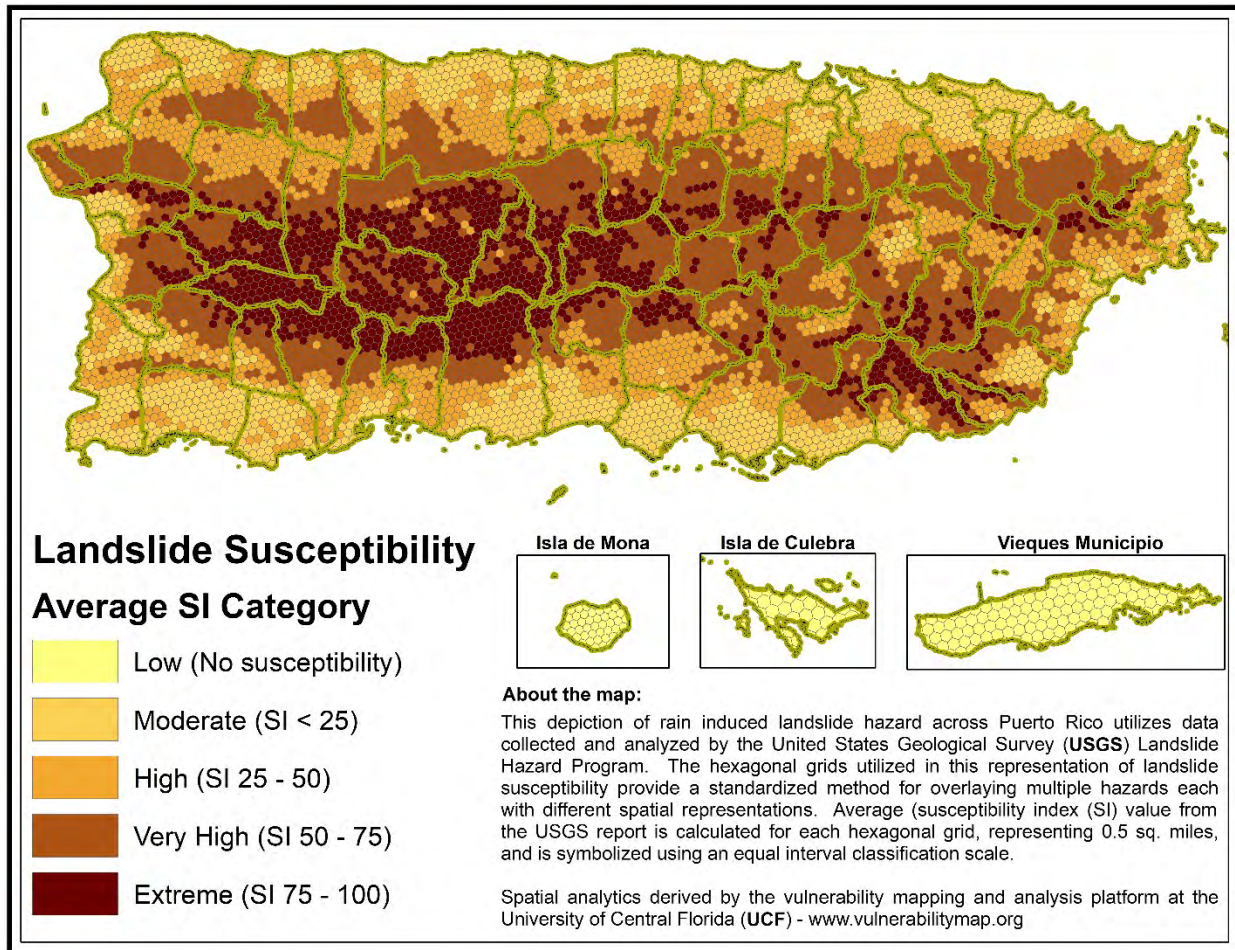 Landslide Susceptibility
Average SI Category
Low (No susceptibility)
Moderate (SI < 25)
High (SI 25 - 50)
Very High (SI 50 - 75)
Extreme (SI 75 - 100)
Isla de Mona
Isla de Culebra
Vieques Municipio
About the map:
This depiction of rain induced landslide hazard across Puerto Rico utilizes data
collected and analyzed by the United States Geological Survey (USGS) Landslide
Hazard Program. The hexagonal grids utilized in this representation of landslide
susceptibility provide a standardized method for overlaying multiple hazards each
with different spatial representations. Average (susceptibility index (SI) value from
the USGS report is calculated for each hexagonal grid, representing 0.5 sq. miles,
and is symbolized using an equal interval classification scale.
Spatial analytics derived by the vulnerability mapping and analysis platform at the
University of Central Florida (UCF) - www.vulnerabilitymap.org